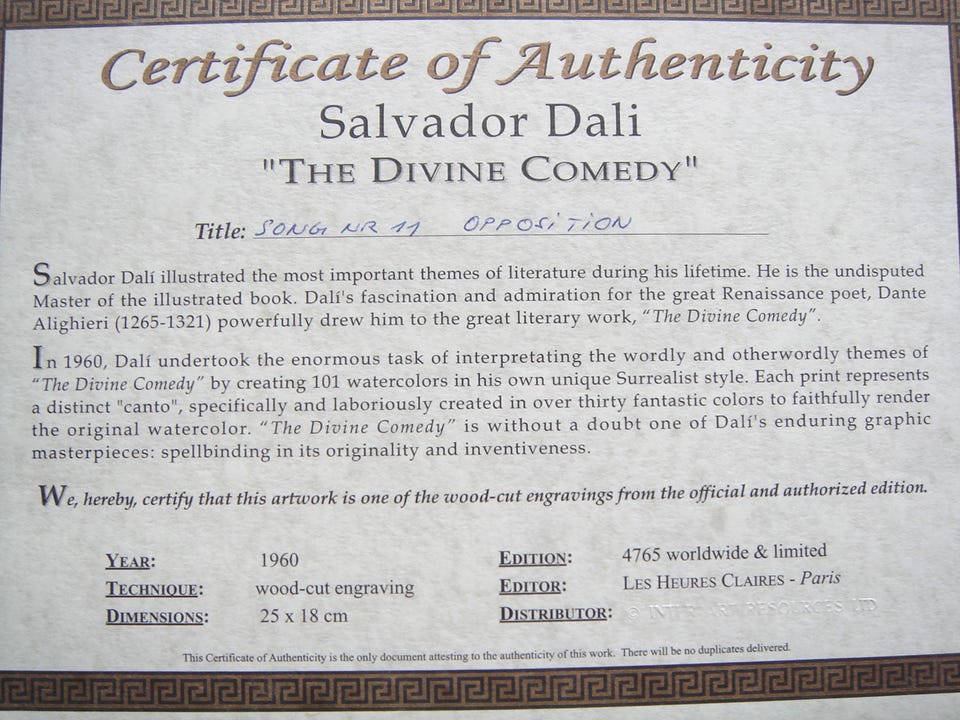 Certificate of Authenticity
Salvador Dali
"THE DIVINE COMEDY"
Title: SONG NR 11 OPPOSITION
Salvador Dalí illustrated the most important themes of literature during his lifetime. He is the undisputed
Master of the illustrated book. Dalí's fascination and admiration for the great Renaissance poet, Dante
Alighieri (1265-1321) powerfully drew him to the great literary work, “The Divine Comedy”.
In 1960, Dalí undertook the enormous task of interpretating the wordly and otherwordly themes of
“The Divine Comedy” by creating 101 watercolors in his own unique Surrealist style. Each print represents
a distinct "canto", specifically and laboriously created in over thirty fantastic colors to faithfully render
the original watercolor. “The Divine Comedy” is without a doubt one of Dalí's enduring graphic
masterpieces: spellbinding in its originality and inventiveness.
We, hereby, certify that this artwork is one of the wood-cut engravings from the official and authorized edition.
YEAR: 1960 EDITION: 4765 worldwide & limited
TECHNIQUE: wood-cut engraving EDITOR: LES HEURES CLAIRES - Paris
DIMENSIONS: 25 x 18 cm DISTRIBUTOR: © INTER ART RESOURCES LTD
This Certificate of Authenticity is the only document attesting to the authenticity of this work. There will be no duplicates delivered.